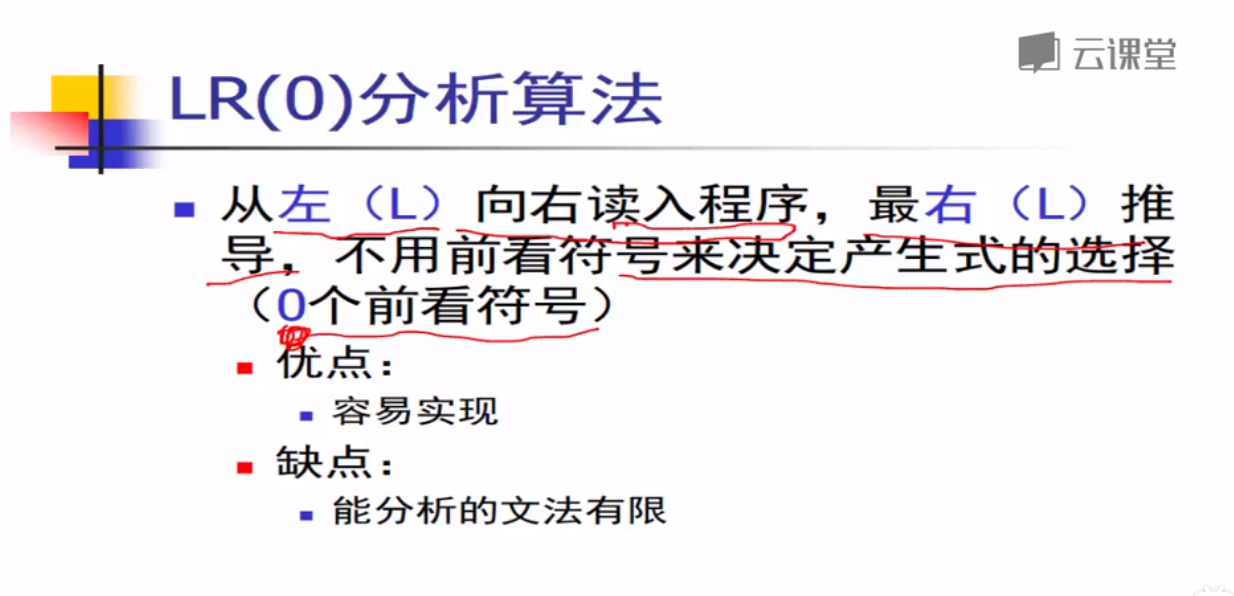 云课堂
LR(0)分析算法
从左（L）向右读入程序，最右（L）推
导，不用前看符号来决定产生式的选择
（0个前看符号）
优点：
容易实现
缺点：
能分析的文法有限